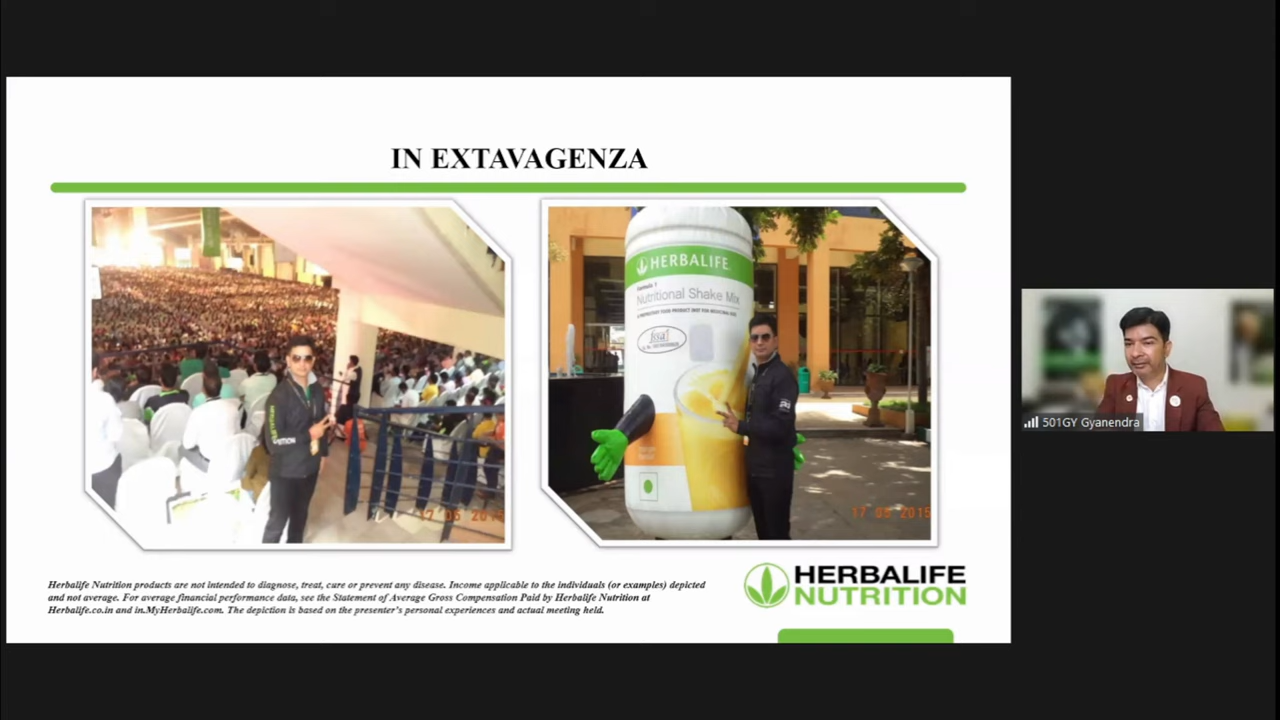 IN EXTAVAGENZA
17 05 2015
HERBALIFE
Formula 1
Nutritional Shake Mix
fssai
17 05 2015
Herbalife Nutrition products are not intended to diagnose, treat, cure or prevent any disease. Income applicable to the individuals (or examples) depicted
and not average. For average financial performance data, see the Statement of Average Gross Compensation Paid by Herbalife Nutrition at
Herbalife.co.in and in.MyHerbalife.com. The depiction is based on the presenter's personal experiences and actual meeting held.
HERBALIFE
NUTRITION
501GY Gyanendra